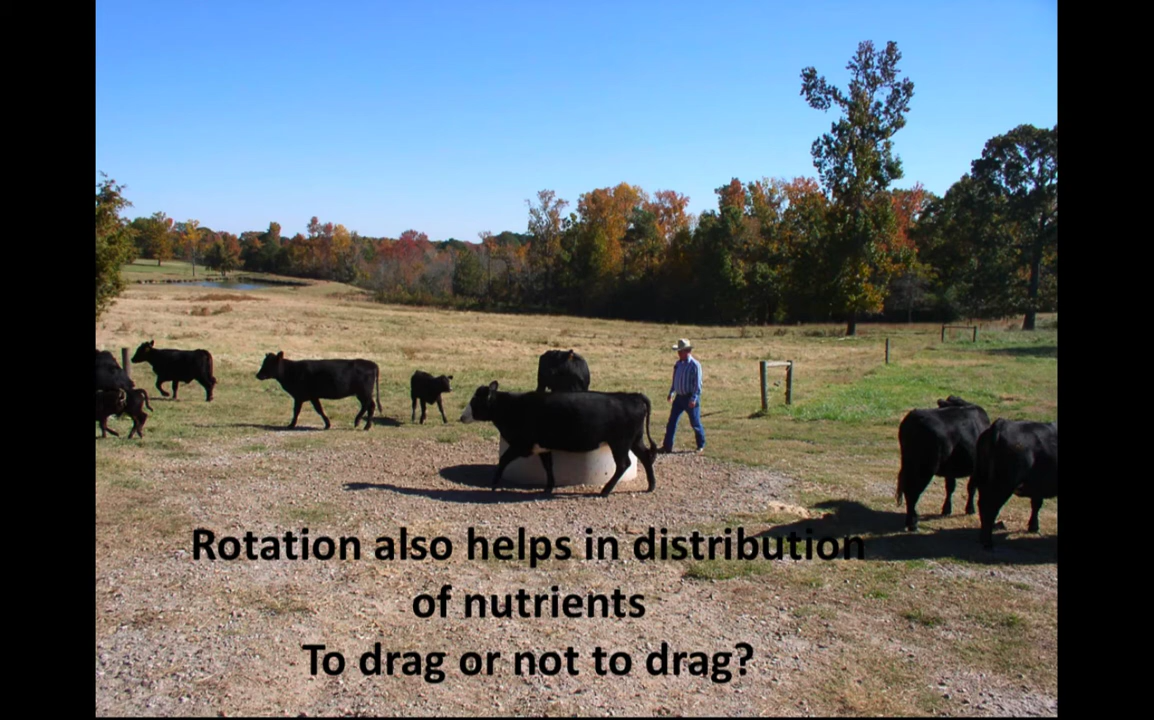 Rotation also helps in distribution
of nutrients
To drag or not to drag?